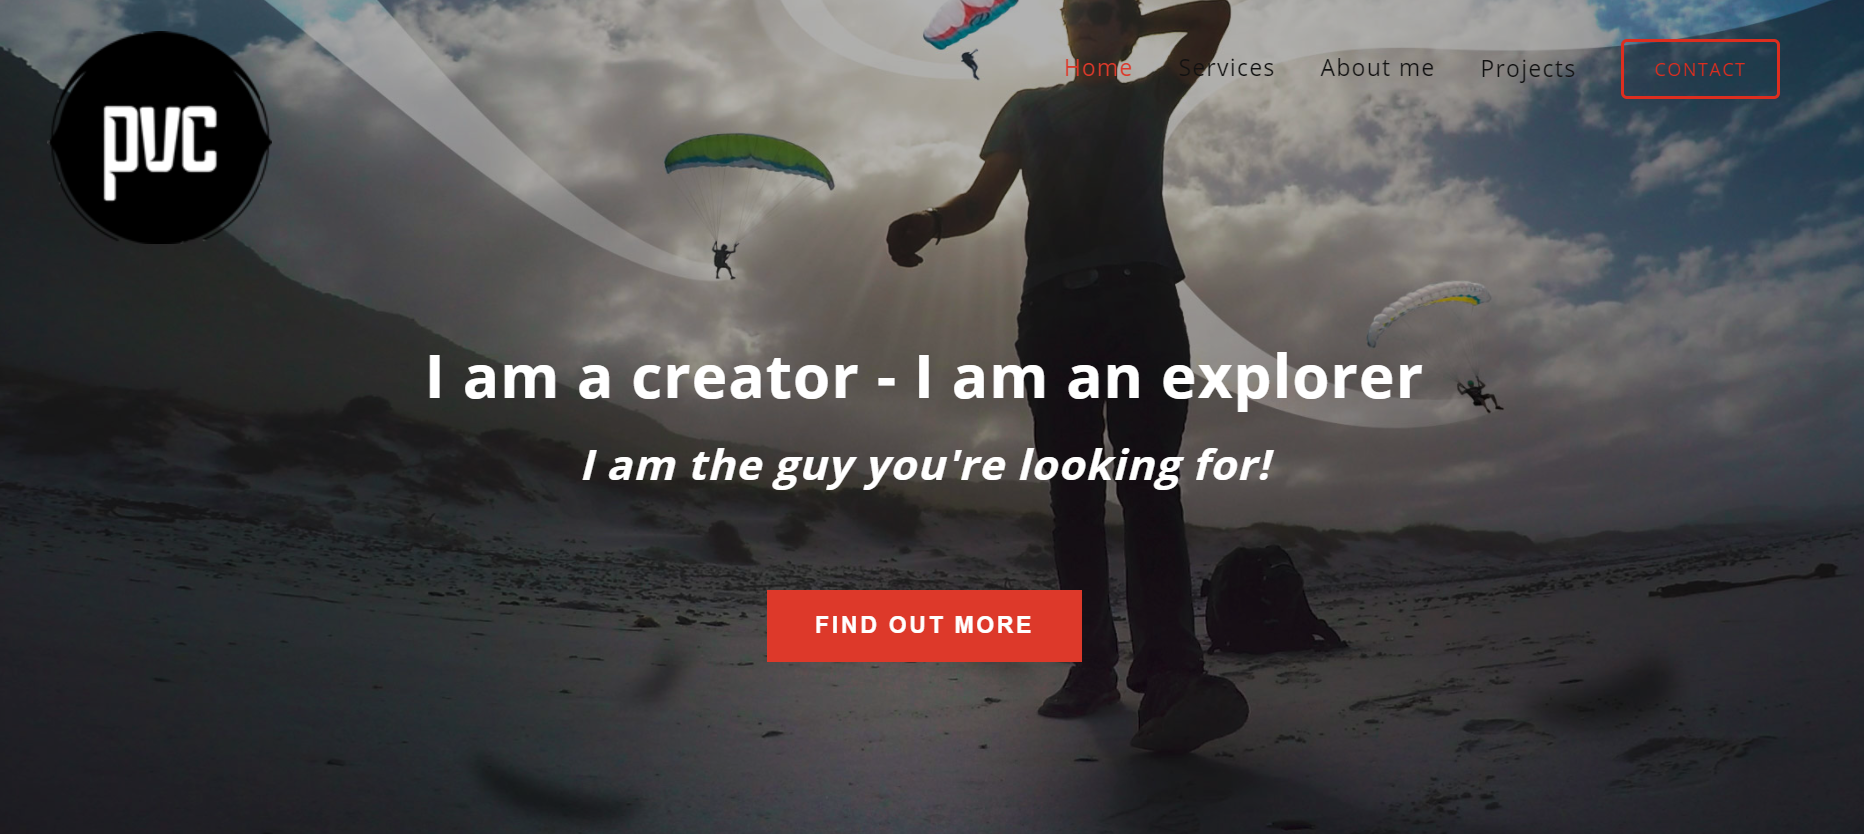 pvc
Home Services About me Projects CONTACT
I am a creator - I am an explorer
I am the guy you're looking for!
FIND OUT MORE